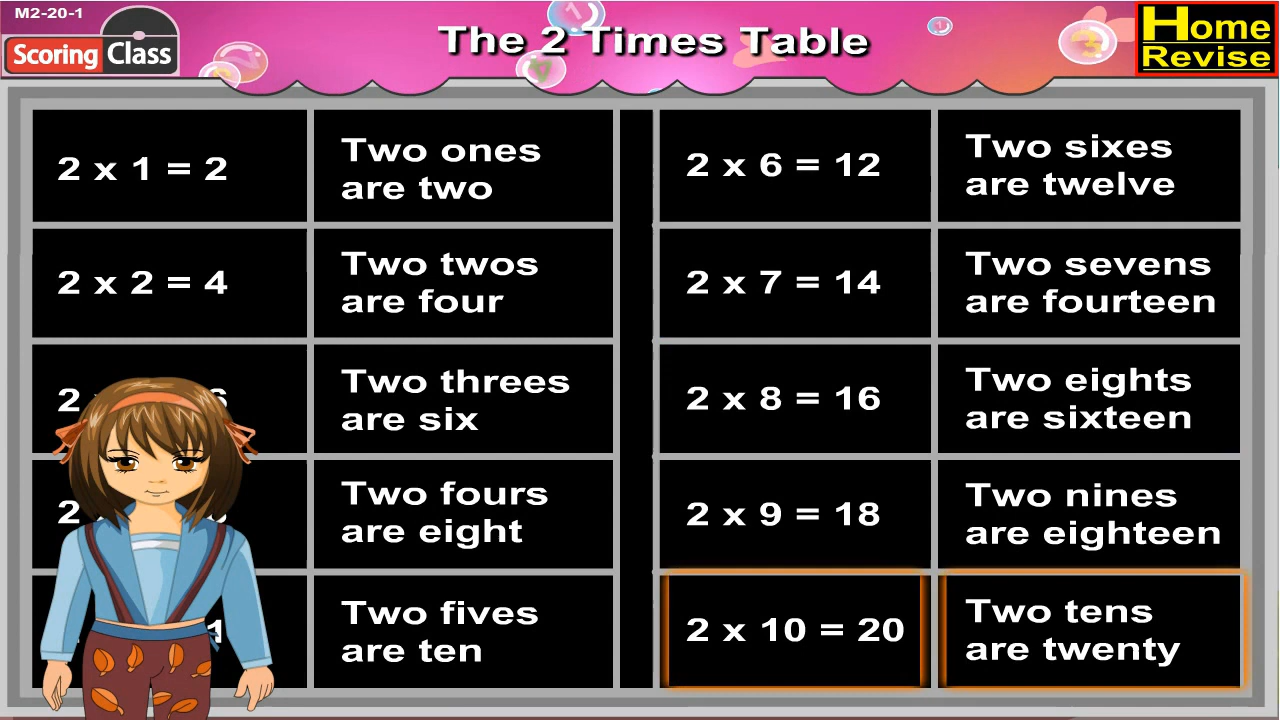 M2-20-1
Scoring Class
The 2 Times Table
Home
Revise
2 x 1 = 2
Two ones
are two
2 x 6 = 12
Two sixes
are twelve
2 x 2 = 4
Two twos
are four
2 x 7 = 14
Two sevens
are fourteen
2
Two threes
are six
2 x 8 = 16
Two eights
are sixteen
2
Two fours
are eight
2 x 9 = 18
Two nines
are eighteen
Two fives
are ten
2 x 10 = 20
Two tens
are twenty